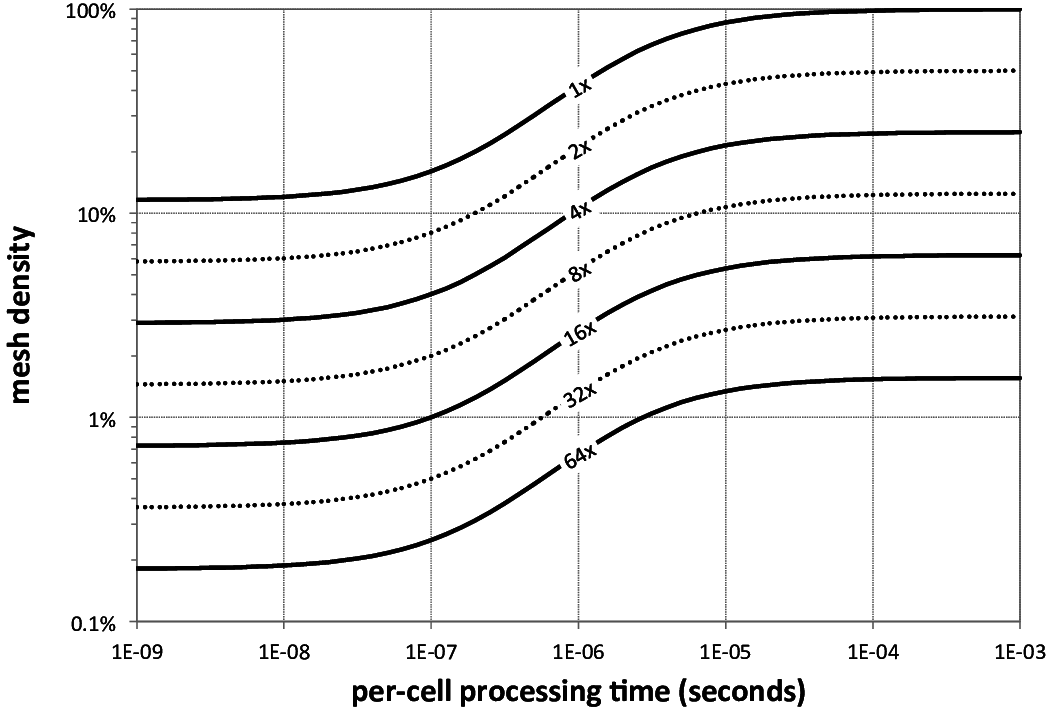 100%
1x
2x
10%
4x
mesh density
8x
16x
32x
1%
64x
0.1%
1E-09 1E-08 1E-07 1E-06 1E-05 1E-04 1E-03
per-cell processing time (seconds)